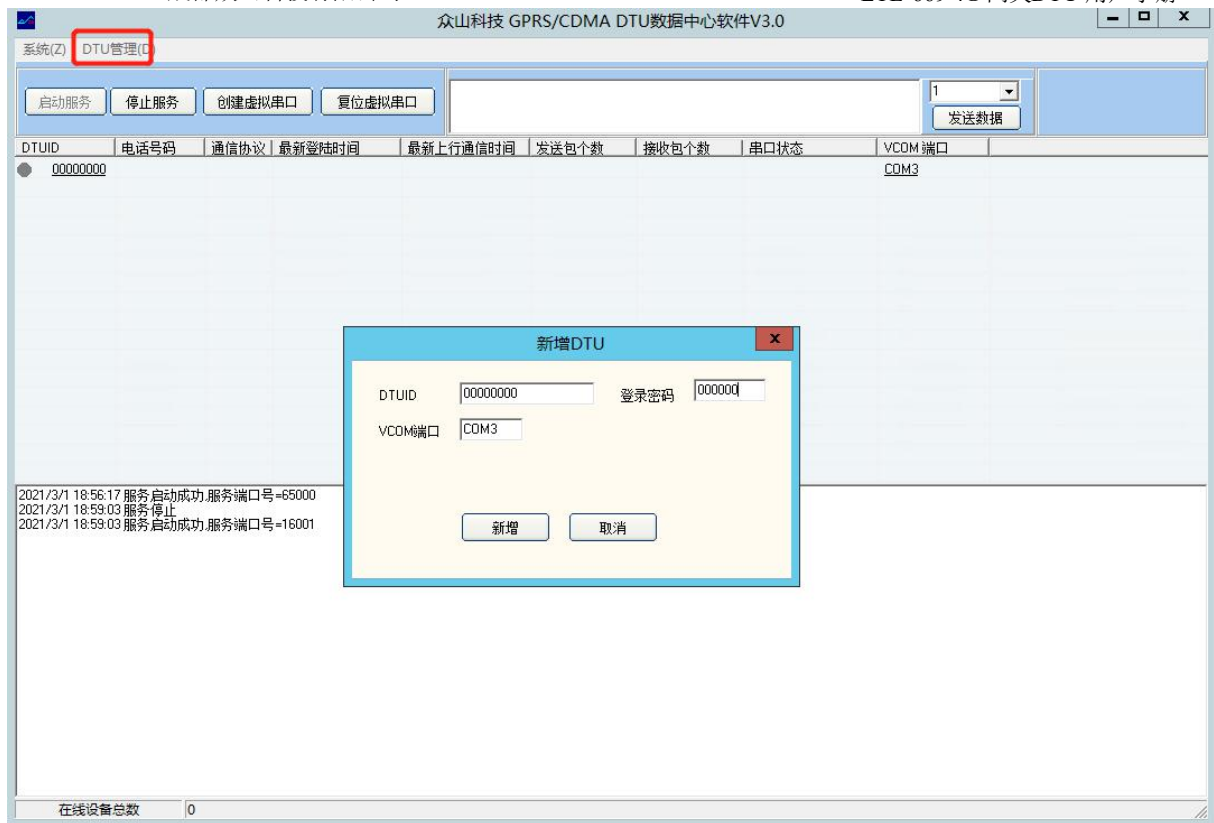 众山科技 GPRS/CDMA DTU数据中心软件V3.0
系统(Z) DTU管理(D)
启动服务 停止服务 创建虚拟串口 复位虚拟串口 1
发送数据
DTUID 电话号码 通信协议 最新登陆时间 最新上行通信时间 发送包个数 接收包个数 串口状态 VCOM 端口
00000000 COM3
新增DTU
DTUID 00000000 登录密码 000000
VCOM端口 COM3
新增 取消
2021/3/1 18:56:17 服务启动成功,服务端口号=65000
2021/3/1 18:59:03 服务停止
2021/3/1 18:59:03 服务启动成功,服务端口号=16001
在线设备总数 0